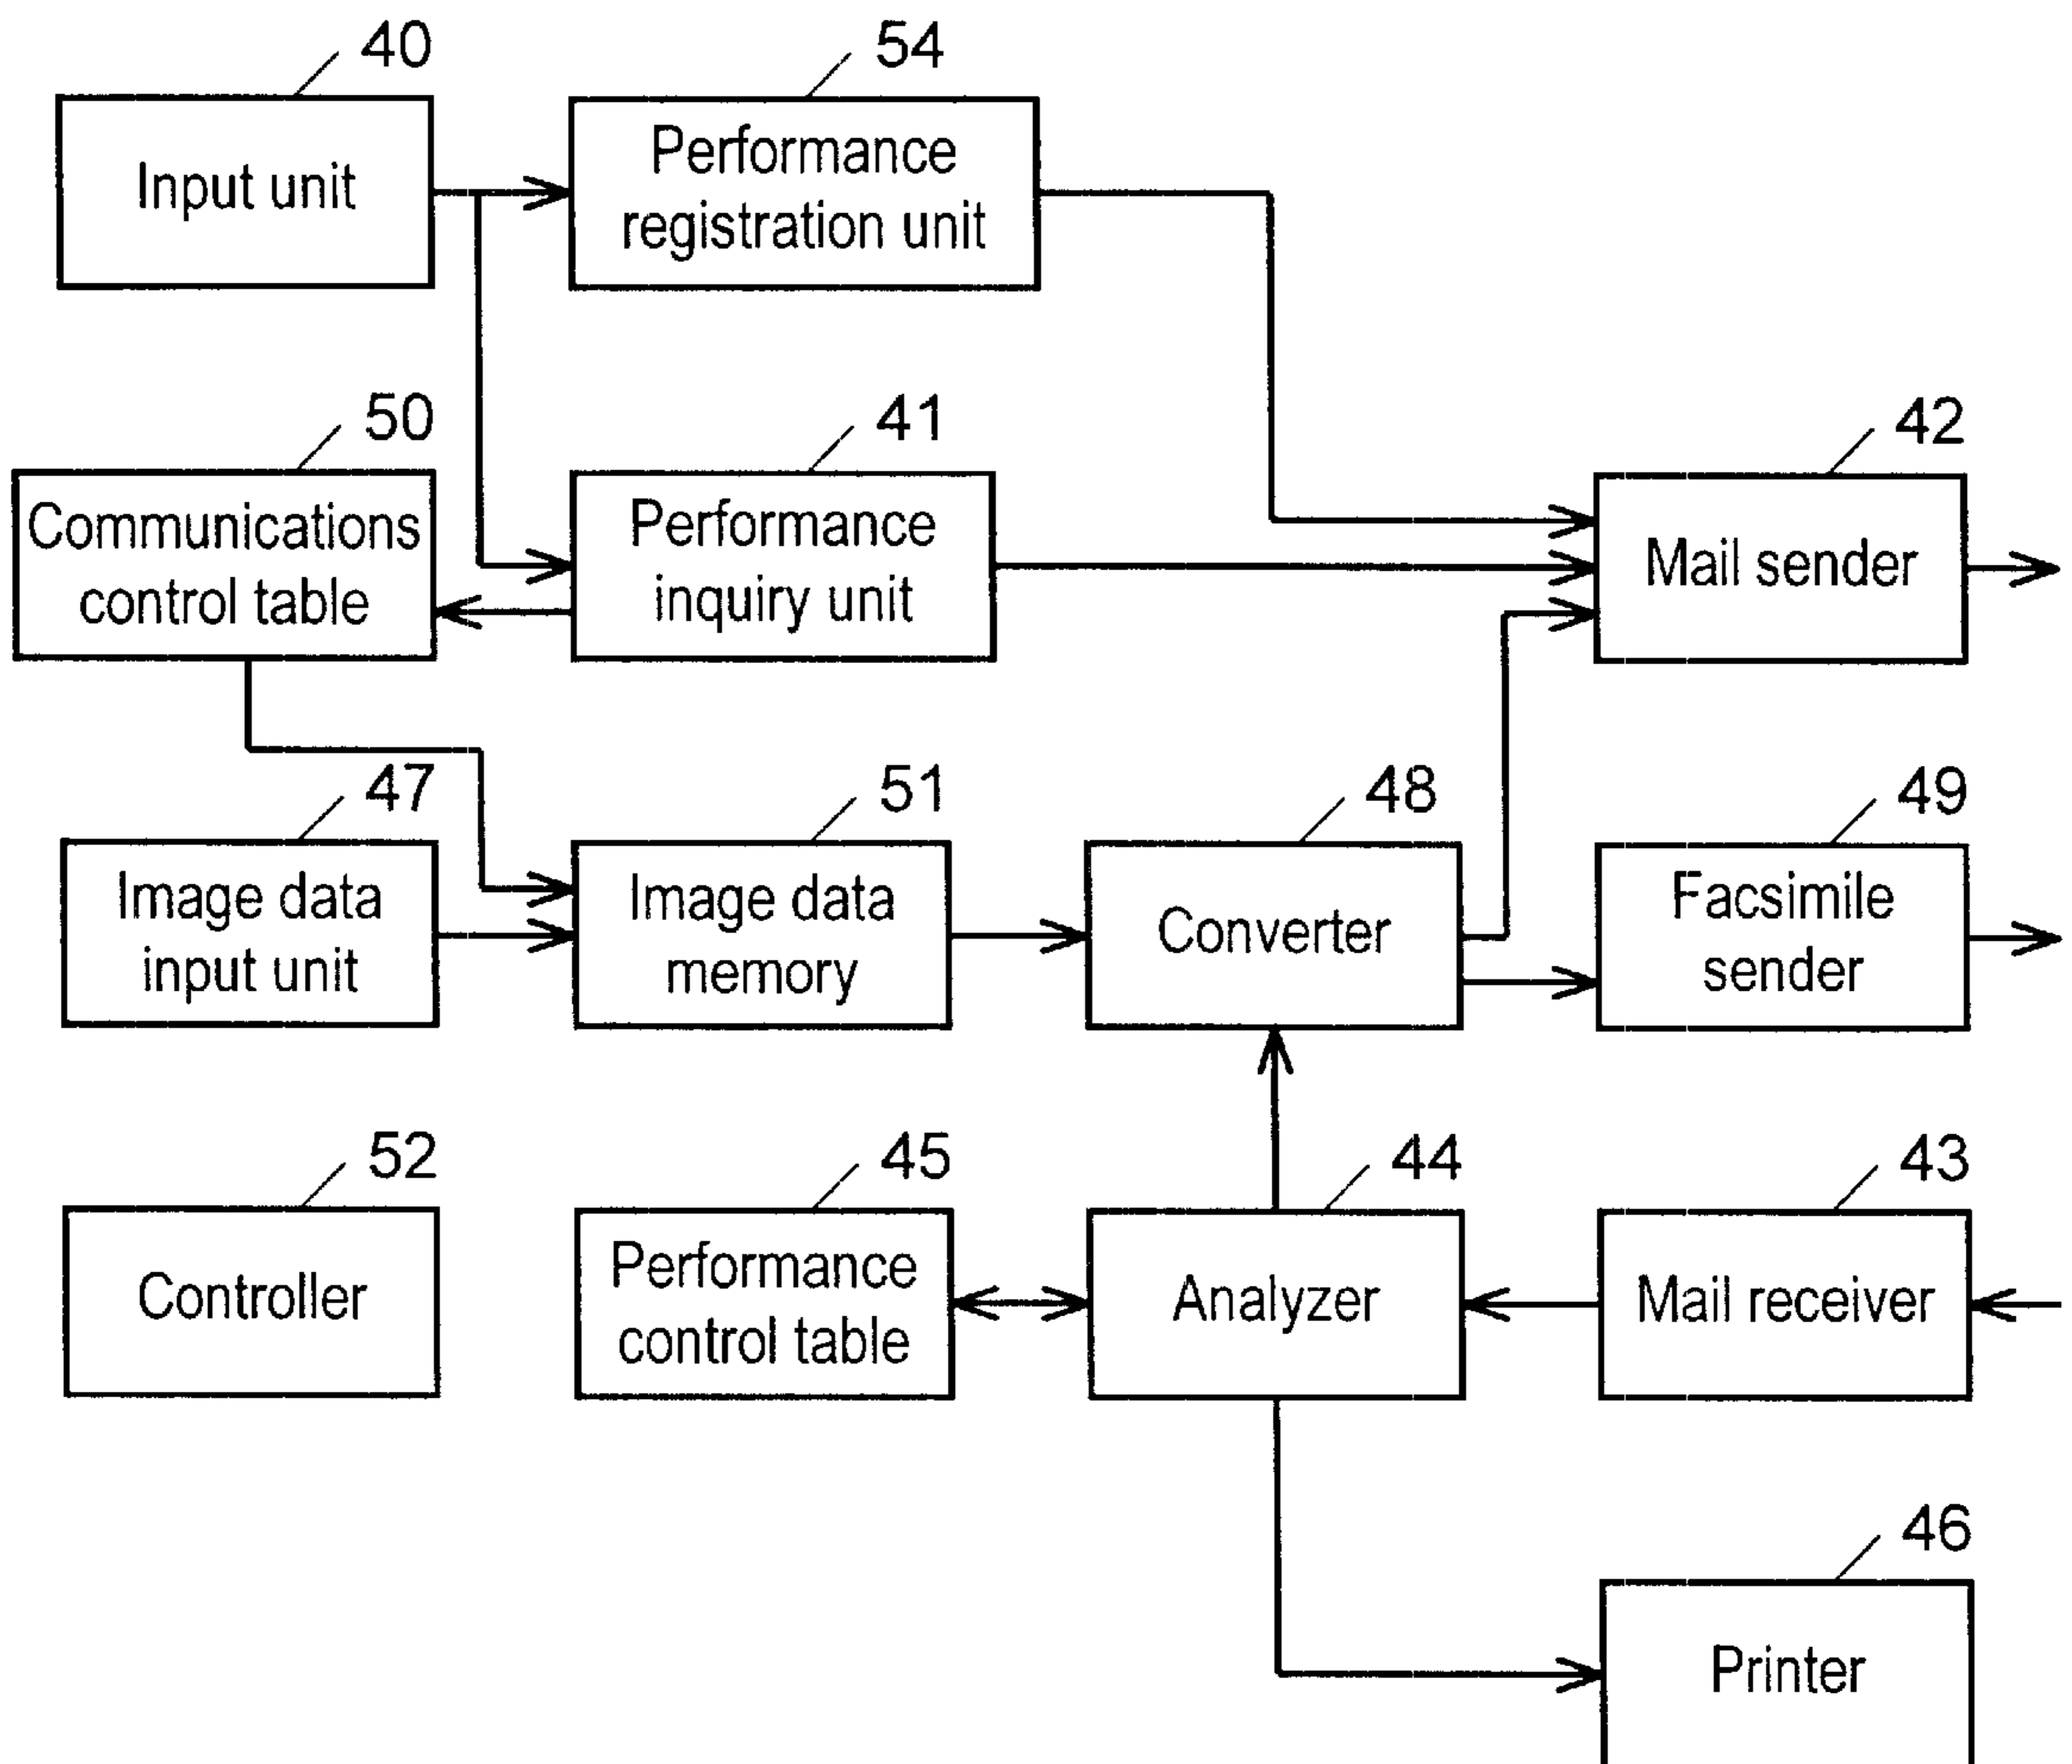 40
54
Input unit
Performance
registration unit
50
41
42
Communications
control table
Performance
inquiry unit
Mail sender
47
51
48
49
Image data
input unit
Image data
memory
Converter
Facsimile
sender
52
45
44
43
Controller
Performance
control table
Analyzer
Mail receiver
46
Printer